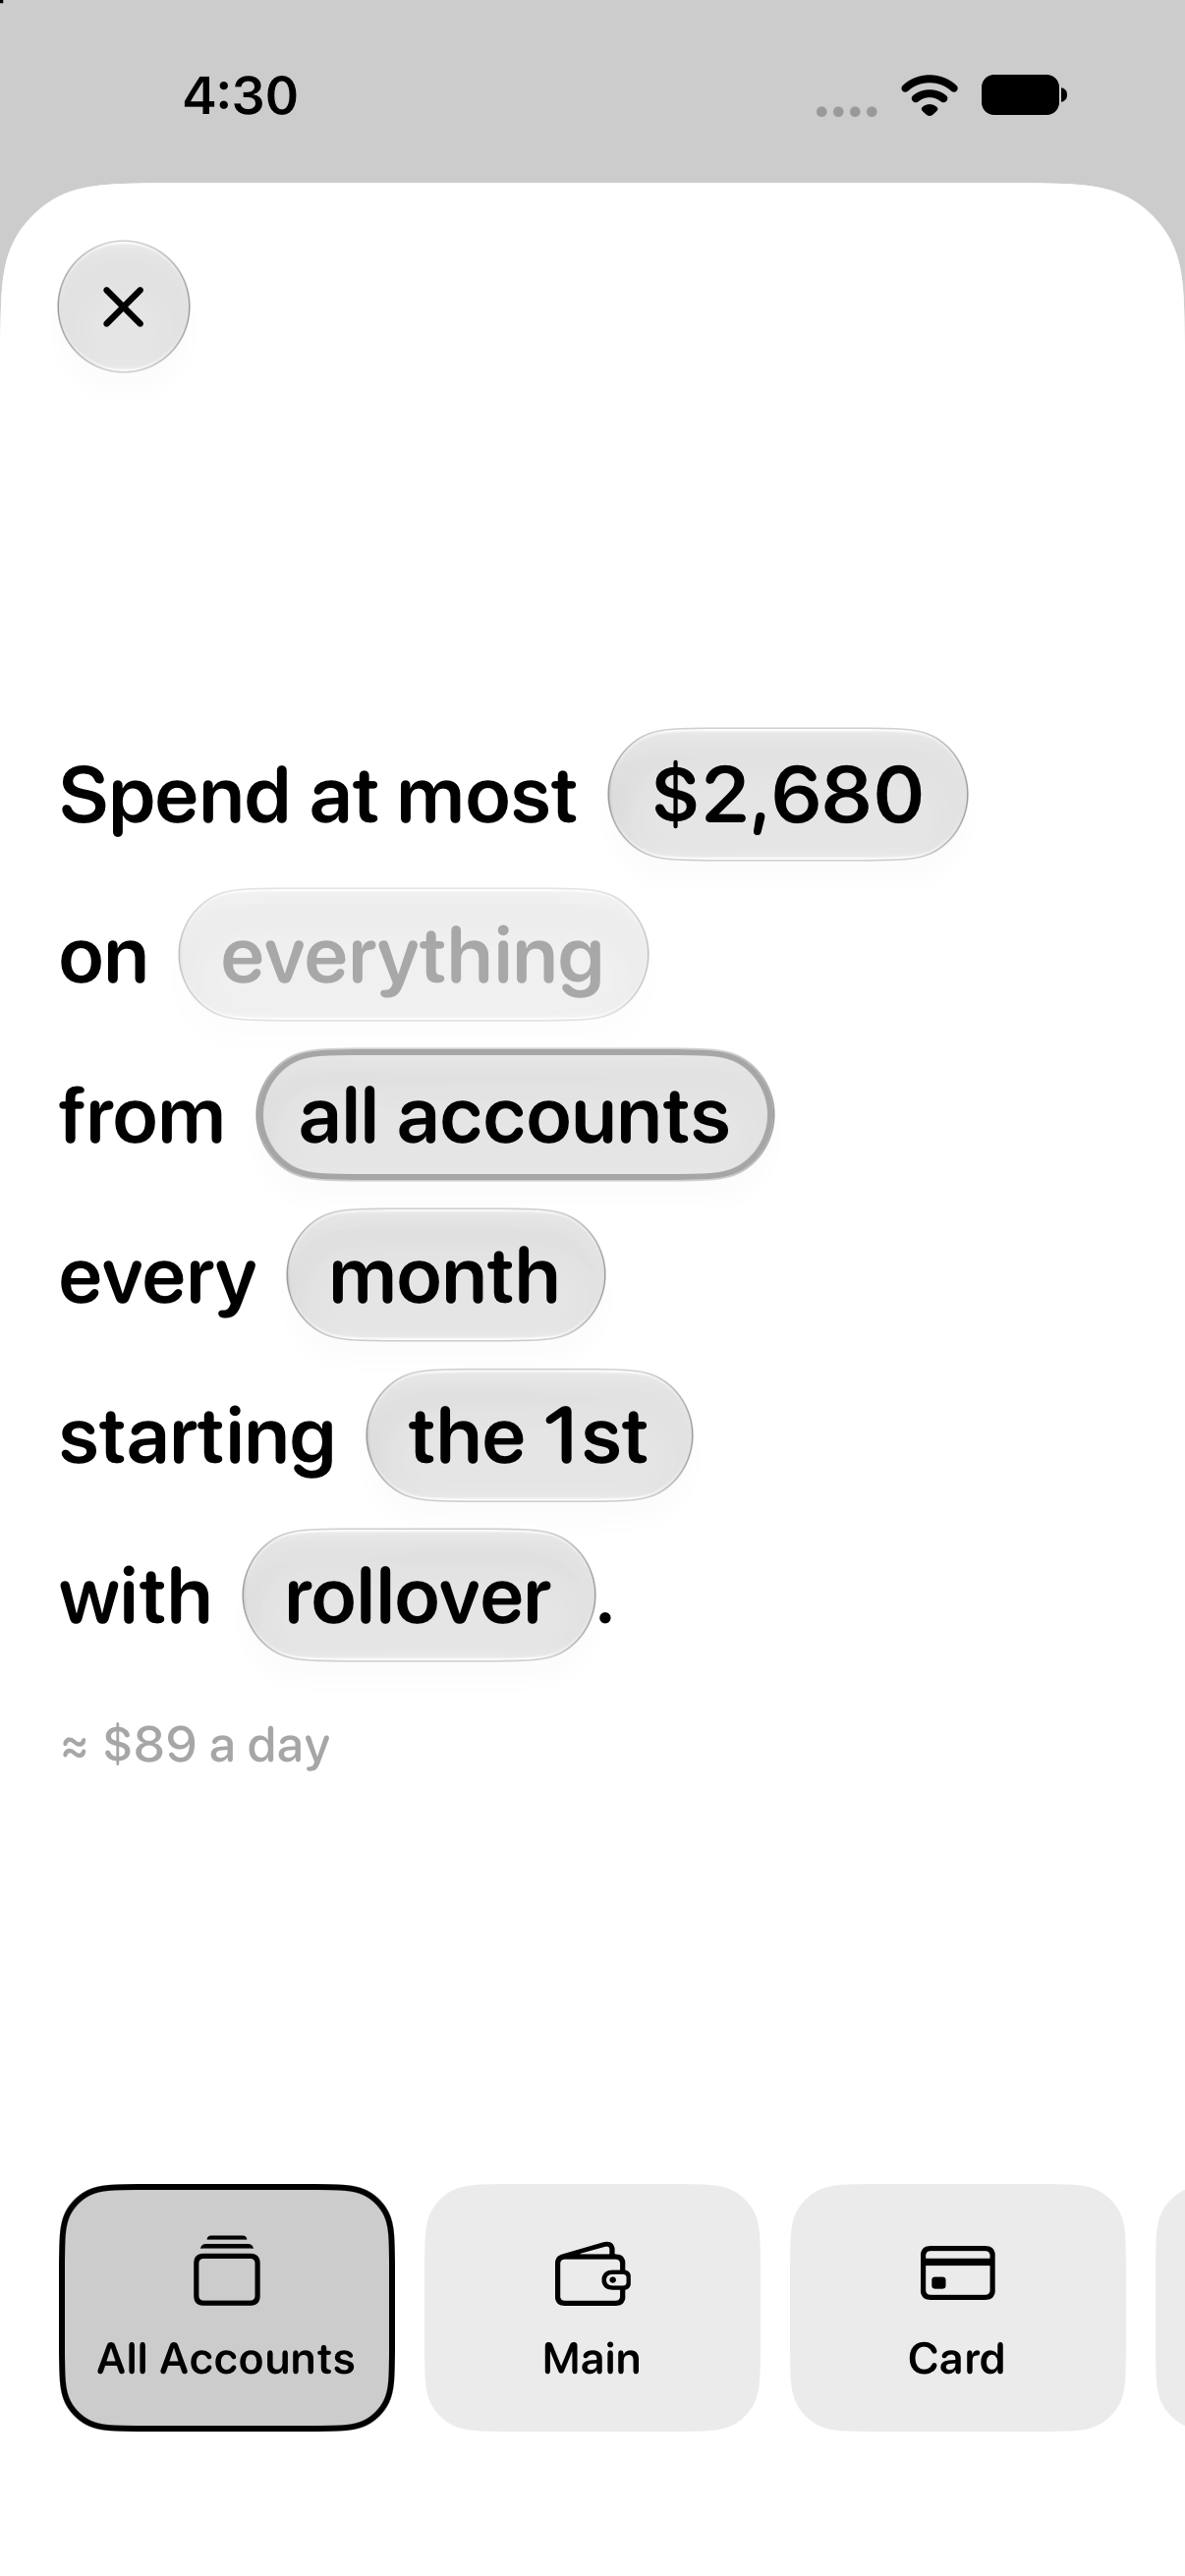 4:30
Spend at most $2,680
on everything
from all accounts
every month
starting the 1st
with rollover.
≈ $89 a day
All Accounts
Main
Card